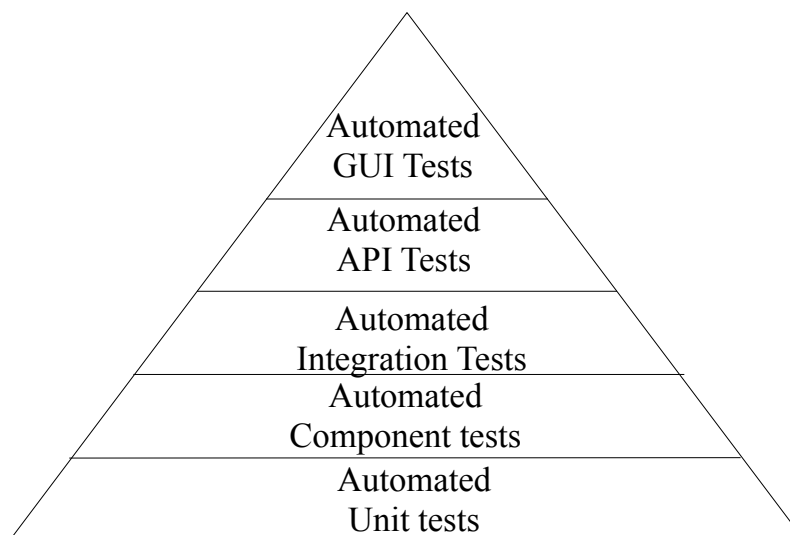 Automated
GUI Tests
Automated
API Tests
Automated
Integration Tests
Automated
Component tests
Automated
Unit tests